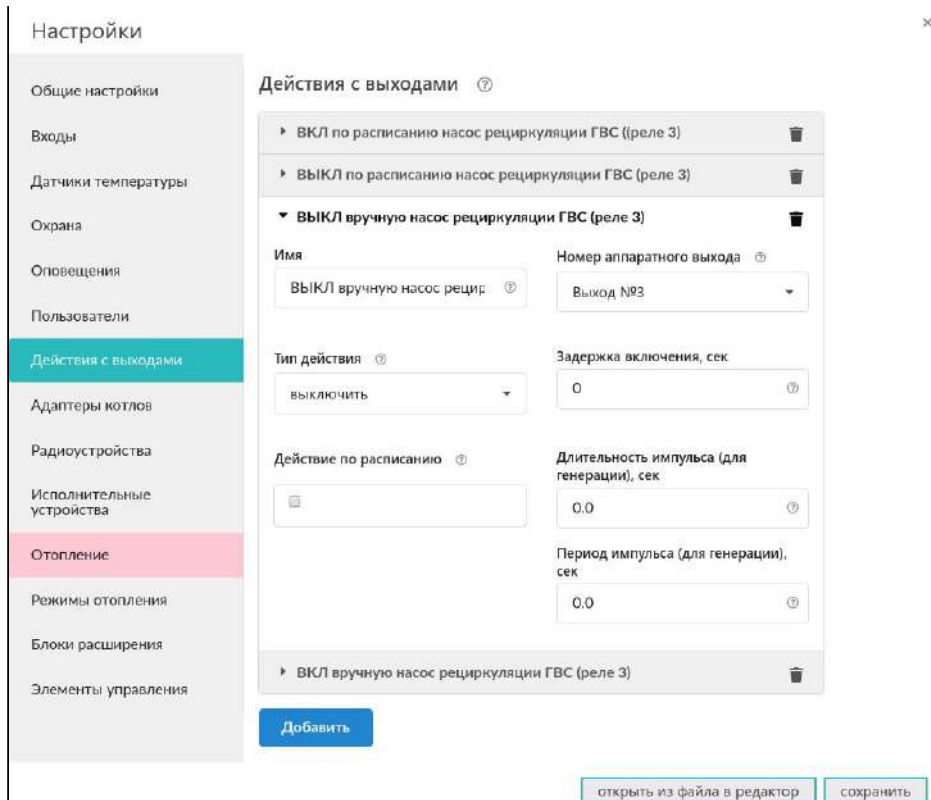 Настройки
×
Общие настройки
Входы
Датчики температуры
Охрана
Оповещения
Пользователи
Действия с выходами
Адаптеры котлов
Радиоустройства
Исполнительные
устройства
Отопление
Режимы отопления
Блоки расширения
Элементы управления
Действия с выходами ?
ВКЛ по расписанию насос рециркуляции ГВС ((реле 3)
ВЫКЛ по расписанию насос рециркуляции ГВС (реле 3)
ВЫКЛ вручную насос рециркуляции ГВС (реле 3)
Имя
ВЫКЛ вручную насос рецир ?
Номер аппаратного выхода ?
Выход №3
Тип действия ?
выключить
Задержка включения, сек
0 ?
Действие по расписанию ?
Длительность импульса (для
генерации), сек
0.0 ?
Период импульса (для генерации),
сек
0.0 ?
ВКЛ вручную насос рециркуляции ГВС (реле 3)
Добавить
открыть из файла в редактор
сохранить